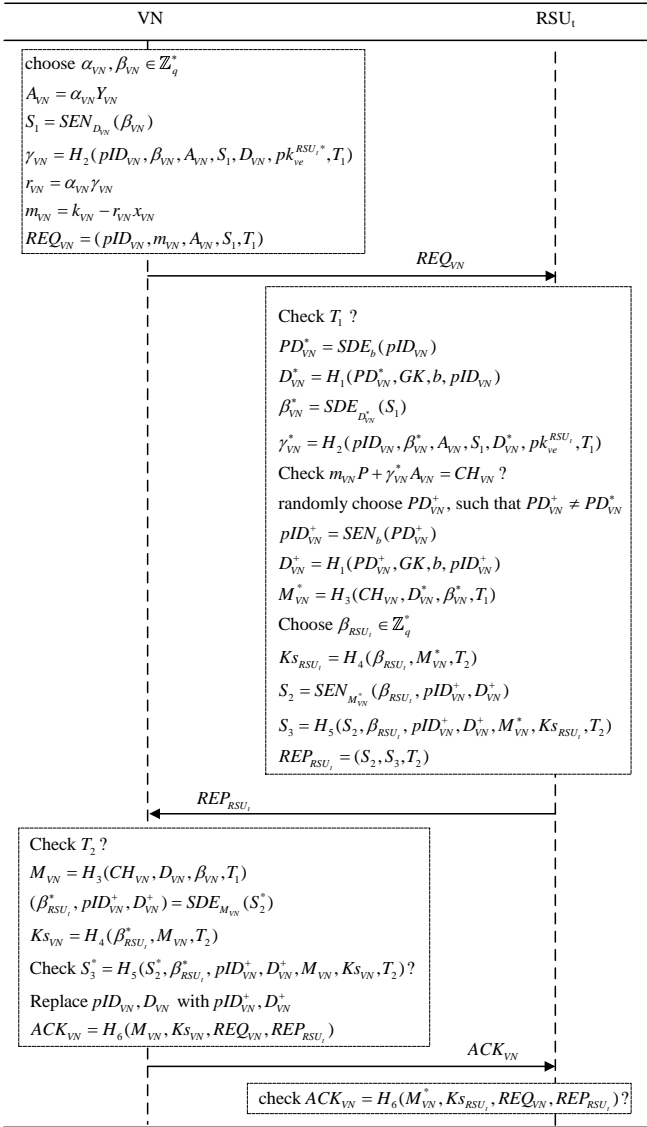 VN RSU_t
choose α_VN, β_VN ∈ ℤ_q^*
A_VN = α_VN Y_VN
S_1 = SEN_{D_VN}(β_VN)
γ_VN = H_2(pID_VN, β_VN, A_VN, S_1, D_VN, pk_ve^{RSU_t*}, T_1)
r_VN = α_VN γ_VN
m_VN = k_VN − r_VN x_VN
REQ_VN = (pID_VN, m_VN, A_VN, S_1, T_1)
REQ_VN
Check T_1 ?
PD_VN^* = SDE_b(pID_VN)
D_VN^* = H_1(PD_VN^*, GK, b, pID_VN)
β_VN^* = SDE_{D_VN^*}(S_1)
γ_VN^* = H_2(pID_VN, β_VN^*, A_VN, S_1, D_VN^*, pk_ve^{RSU_t}, T_1)
Check m_VN P + γ_VN^* A_VN = CH_VN ?
randomly choose PD_VN^+, such that PD_VN^+ ≠ PD_VN^*
pID_VN^+ = SEN_b(PD_VN^+)
D_VN^+ = H_1(PD_VN^+, GK, b, pID_VN^+)
M_VN^* = H_3(CH_VN, D_VN^*, β_VN^*, T_1)
Choose β_{RSU_t} ∈ ℤ_q^*
Ks_{RSU_t} = H_4(β_{RSU_t}, M_VN^*, T_2)
S_2 = SEN_{M_VN^*}(β_{RSU_t}, pID_VN^+, D_VN^+)
S_3 = H_5(S_2, β_{RSU_t}, pID_VN^+, D_VN^+, M_VN^*, Ks_{RSU_t}, T_2)
REP_{RSU_t} = (S_2, S_3, T_2)
REP_{RSU_t}
Check T_2 ?
M_VN = H_3(CH_VN, D_VN, β_VN, T_1)
(β_{RSU_t}^*, pID_VN^+, D_VN^+) = SDE_{M_VN}(S_2^*)
Ks_VN = H_4(β_{RSU_t}^*, M_VN, T_2)
Check S_3^* = H_5(S_2^*, β_{RSU_t}^*, pID_VN^+, D_VN^+, M_VN, Ks_VN, T_2) ?
Replace pID_VN, D_VN with pID_VN^+, D_VN^+
ACK_VN = H_6(M_VN, Ks_VN, REQ_VN, REP_{RSU_t})
ACK_VN
check ACK_VN = H_6(M_VN^*, Ks_{RSU_t}, REQ_VN, REP_{RSU_t}) ?